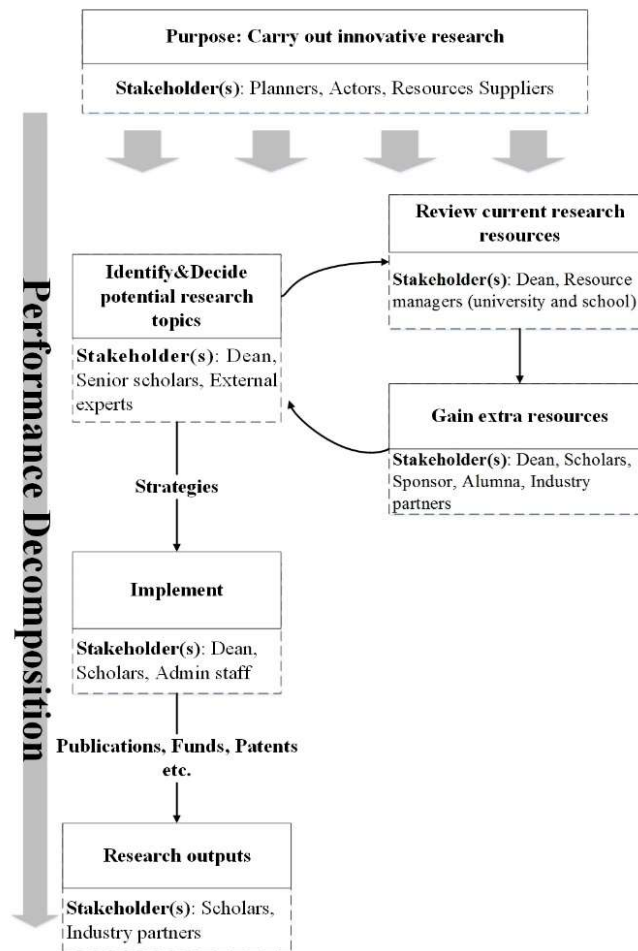 Purpose: Carry out innovative research
Stakeholder(s): Planners, Actors, Resources Suppliers
Performance Decomposition
Review current research
resources
Stakeholder(s): Dean, Resource
managers (university and school)
Identify&Decide
potential research
topics
Stakeholder(s): Dean,
Senior scholars, External
experts
Gain extra resources
Stakeholder(s): Dean, Scholars,
Sponsor, Alumna, Industry
partners
Strategies
Implement
Stakeholder(s): Dean,
Scholars, Admin staff
Publications, Funds, Patents
etc.
Research outputs
Stakeholder(s): Scholars,
Industry partners